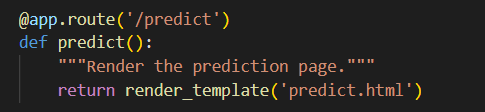 @app.route('/predict')
def predict():
    """Render the prediction page."""
    return render_template('predict.html')